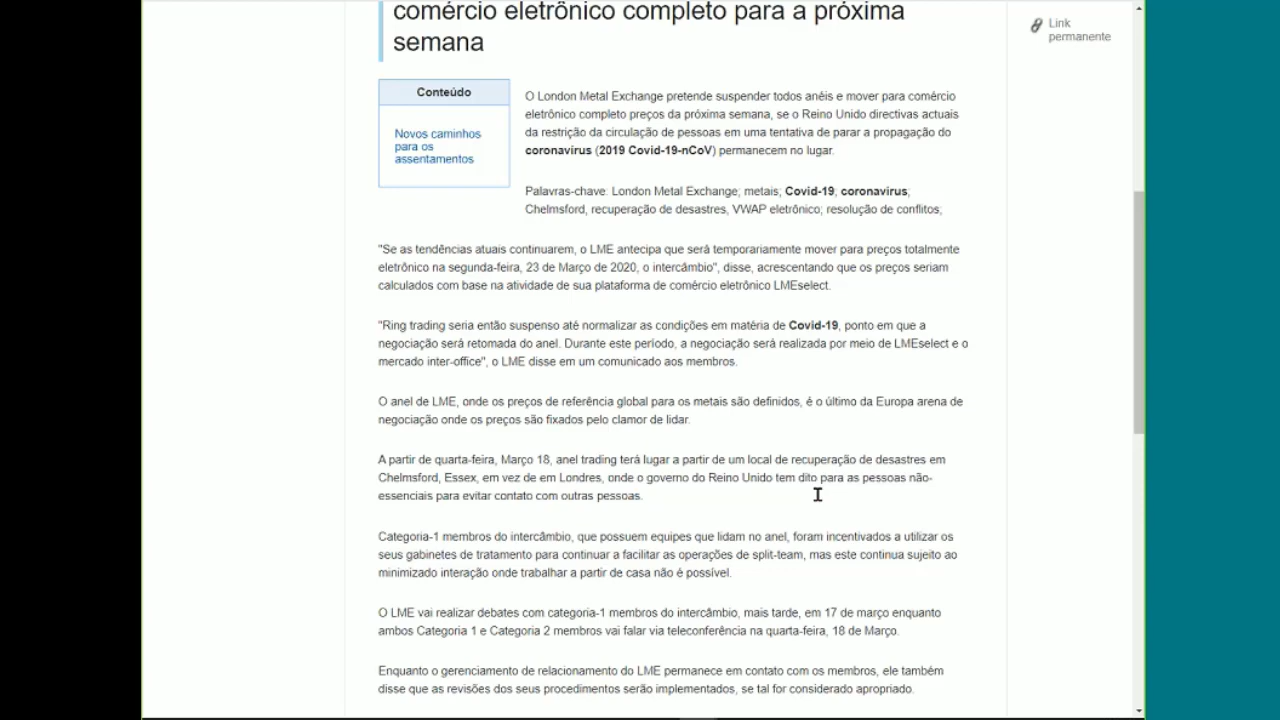 comércio eletrônico completo para a próxima
semana
Link
permanente
Conteúdo
Novos caminhos
para os
assentamentos
O London Metal Exchange pretende suspender todos anéis e mover para comércio
eletrônico completo preços da próxima semana, se o Reino Unido directivas actuais
da restrição da circulação de pessoas em uma tentativa de parar a propagação do
coronavírus (2019 Covid-19-nCoV) permanecem no lugar.
Palavras-chave: London Metal Exchange; metais; Covid-19; coronavirus;
Chelmsford, recuperação de desastres, VWAP eletrônico; resolução de conflitos;
"Se as tendências atuais continuarem, o LME antecipa que será temporariamente mover para preços totalmente
eletrônico na segunda-feira, 23 de Março de 2020, o intercâmbio", disse, acrescentando que os preços seriam
calculados com base na atividade de sua plataforma de comércio eletrônico LMEselect.
"Ring trading seria então suspenso até normalizar as condições em matéria de Covid-19, ponto em que a
negociação será retomada do anel. Durante este período, a negociação será realizada por meio de LMEselect e o
mercado inter-office", o LME disse em um comunicado aos membros.
O anel de LME, onde os preços de referência global para os metais são definidos, é o último da Europa arena de
negociação onde os preços são fixados pelo clamor de lidar.
A partir de quarta-feira, Março 18, anel trading terá lugar a partir de um local de recuperação de desastres em
Chelmsford, Essex, em vez de em Londres, onde o governo do Reino Unido tem dito para as pessoas não-
essenciais para evitar contato com outras pessoas.
Categoria-1 membros do intercâmbio, que possuem equipes que lidam no anel, foram incentivados a utilizar os
seus gabinetes de tratamento para continuar a facilitar as operações de split-team, mas este continua sujeito ao
minimizado interação onde trabalhar a partir de casa não é possível.
O LME vai realizar debates com categoria-1 membros do intercâmbio, mais tarde, em 17 de março enquanto
ambos Categoria 1 e Categoria 2 membros vai falar via teleconferência na quarta-feira, 18 de Março.
Enquanto o gerenciamento de relacionamento do LME permanece em contato com os membros, ele também
disse que as revisões dos seus procedimentos serão implementados, se tal for considerado apropriado.